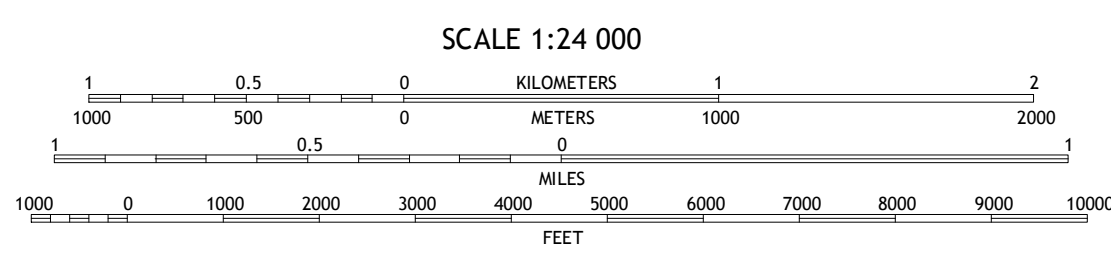 SCALE 1:24 000
1 0.5 0 KILOMETERS 1 2
1000 500 0 METERS 1000 2000
1 0.5 0 1
MILES
1000 0 1000 2000 3000 4000 5000 6000 7000 8000 9000 10000
FEET